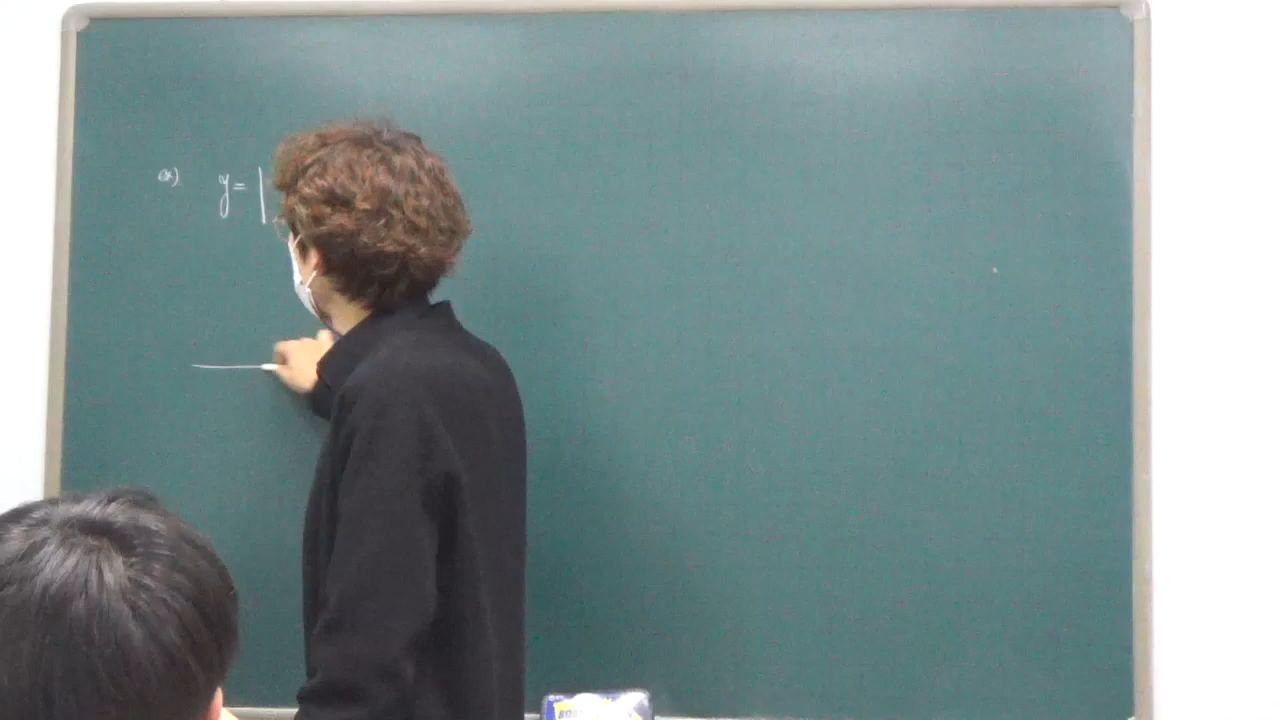 ex) y = |